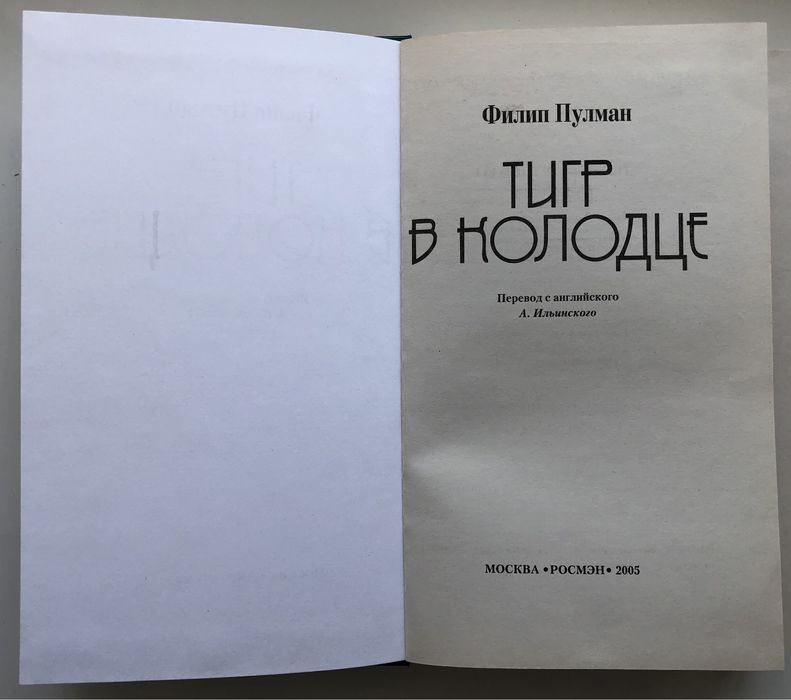 Филип Пулман
ТИГР
В КОЛОДЦЕ
Перевод с английского
А. Ильинского
МОСКВА •РОСМЭН• 2005